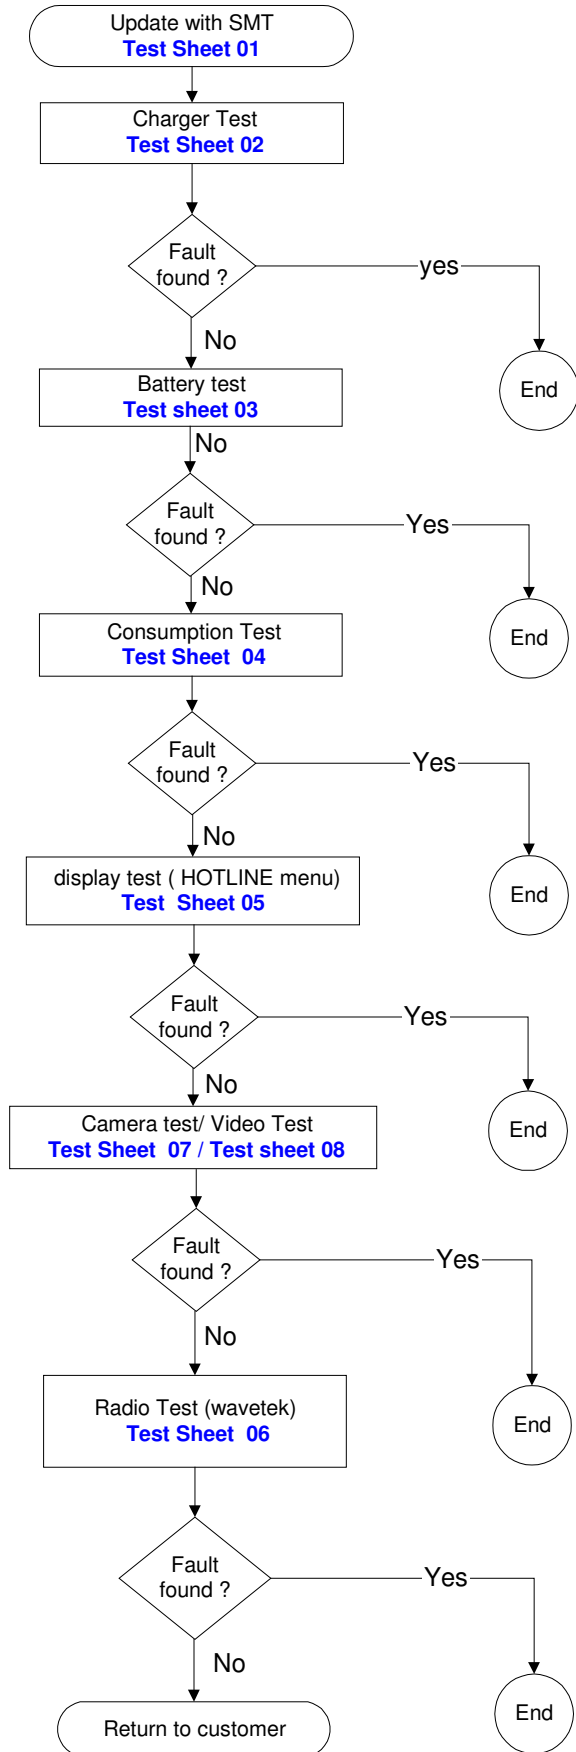 Update with SMT
Test Sheet 01
Charger Test
Test Sheet 02
Fault
found ?
yes
No
End
Battery test
Test sheet 03
No
Fault
found ?
Yes
No
End
Consumption Test
Test Sheet  04
Fault
found ?
Yes
No
End
display test ( HOTLINE menu)
Test  Sheet 05
Fault
found ?
Yes
No
End
Camera test/ Video Test
Test Sheet  07 / Test sheet 08
Fault
found ?
Yes
No
End
Radio Test (wavetek)
Test Sheet  06
Fault
found ?
Yes
No
End
Return to customer